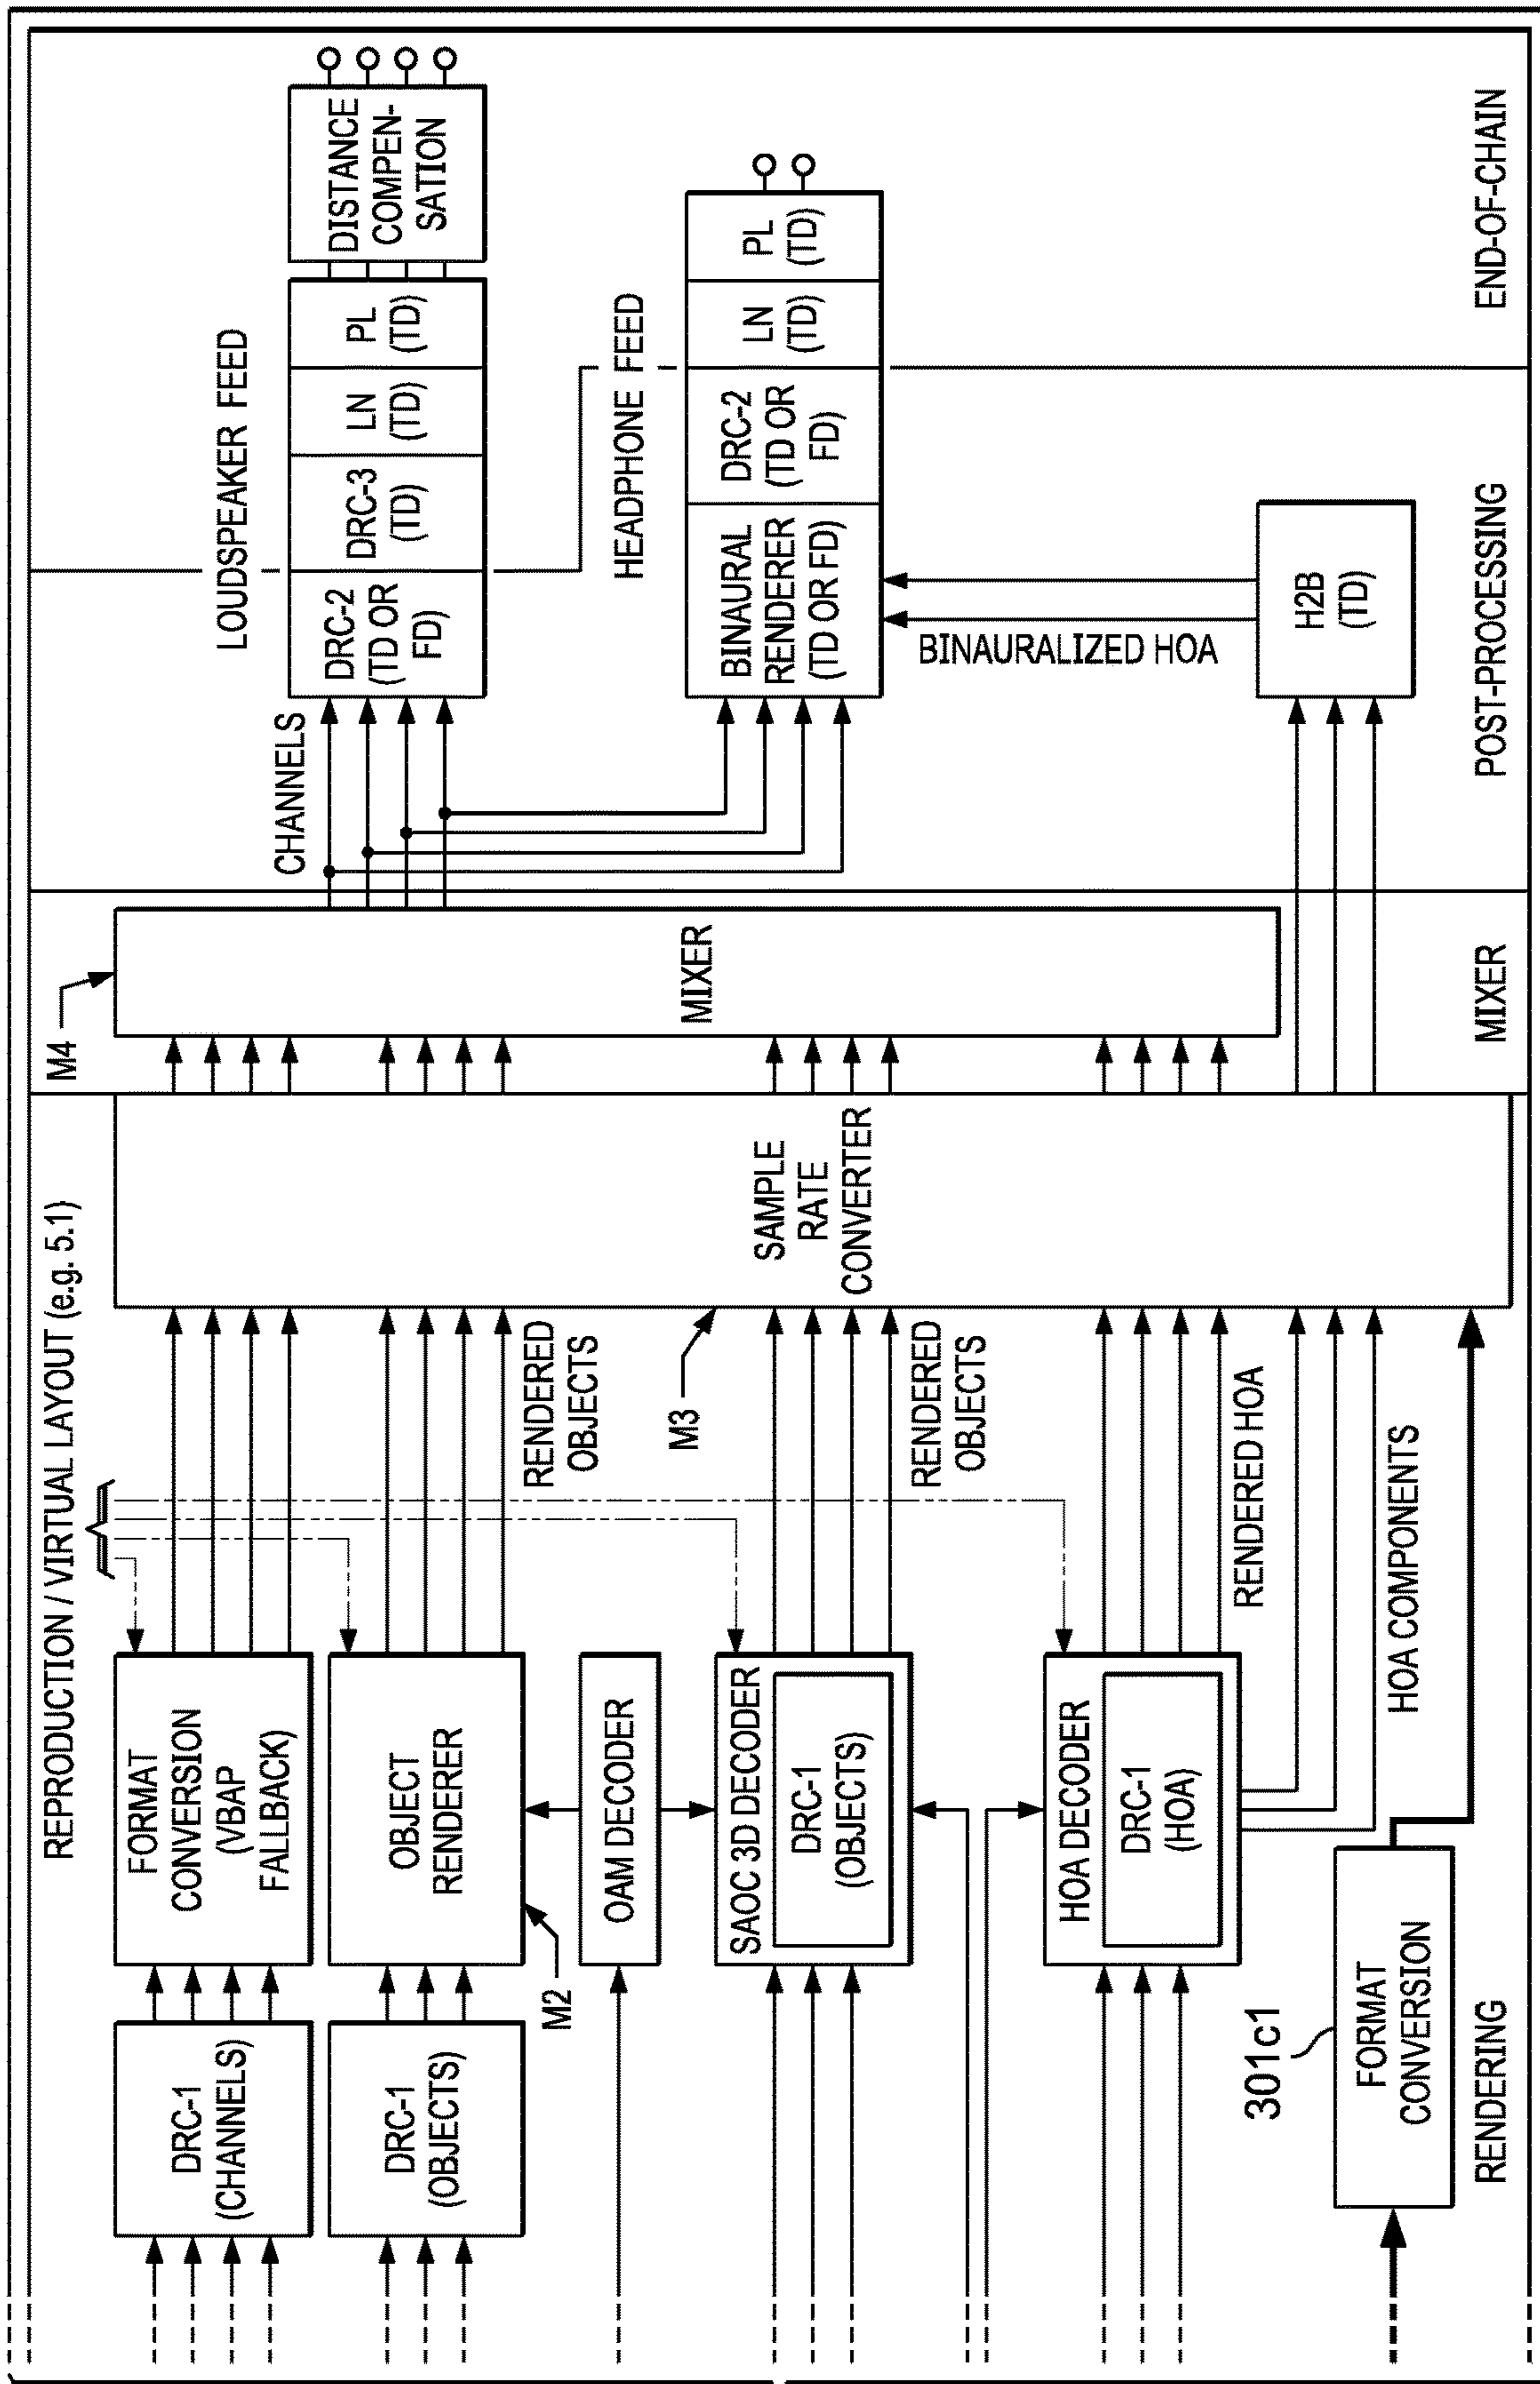 REPRODUCTION / VIRTUAL LAYOUT (e.g. 5.1)
DRC-1
(CHANNELS)
FORMAT
CONVERSION
(VBAP
FALLBACK)
DRC-1
(OBJECTS)
OBJECT
RENDERER
M2
RENDERED
OBJECTS
OAM DECODER
SAOC 3D DECODER
DRC-1
(OBJECTS)
M3
RENDERED
OBJECTS
HOA DECODER
DRC-1
(HOA)
RENDERED HOA
HOA COMPONENTS
301c1
FORMAT
CONVERSION
RENDERING
SAMPLE
RATE
CONVERTER
M4
MIXER
MIXER
CHANNELS
LOUDSPEAKER FEED
DRC-2
(TD OR
FD)
DRC-3
(TD)
LN
(TD)
PL
(TD)
DISTANCE
COMPEN-
SATION
HEADPHONE FEED
BINAURAL
RENDERER
(TD OR FD)
DRC-2
(TD OR
FD)
LN
(TD)
PL
(TD)
BINAURALIZED HOA
H2B
(TD)
POST-PROCESSING
END-OF-CHAIN